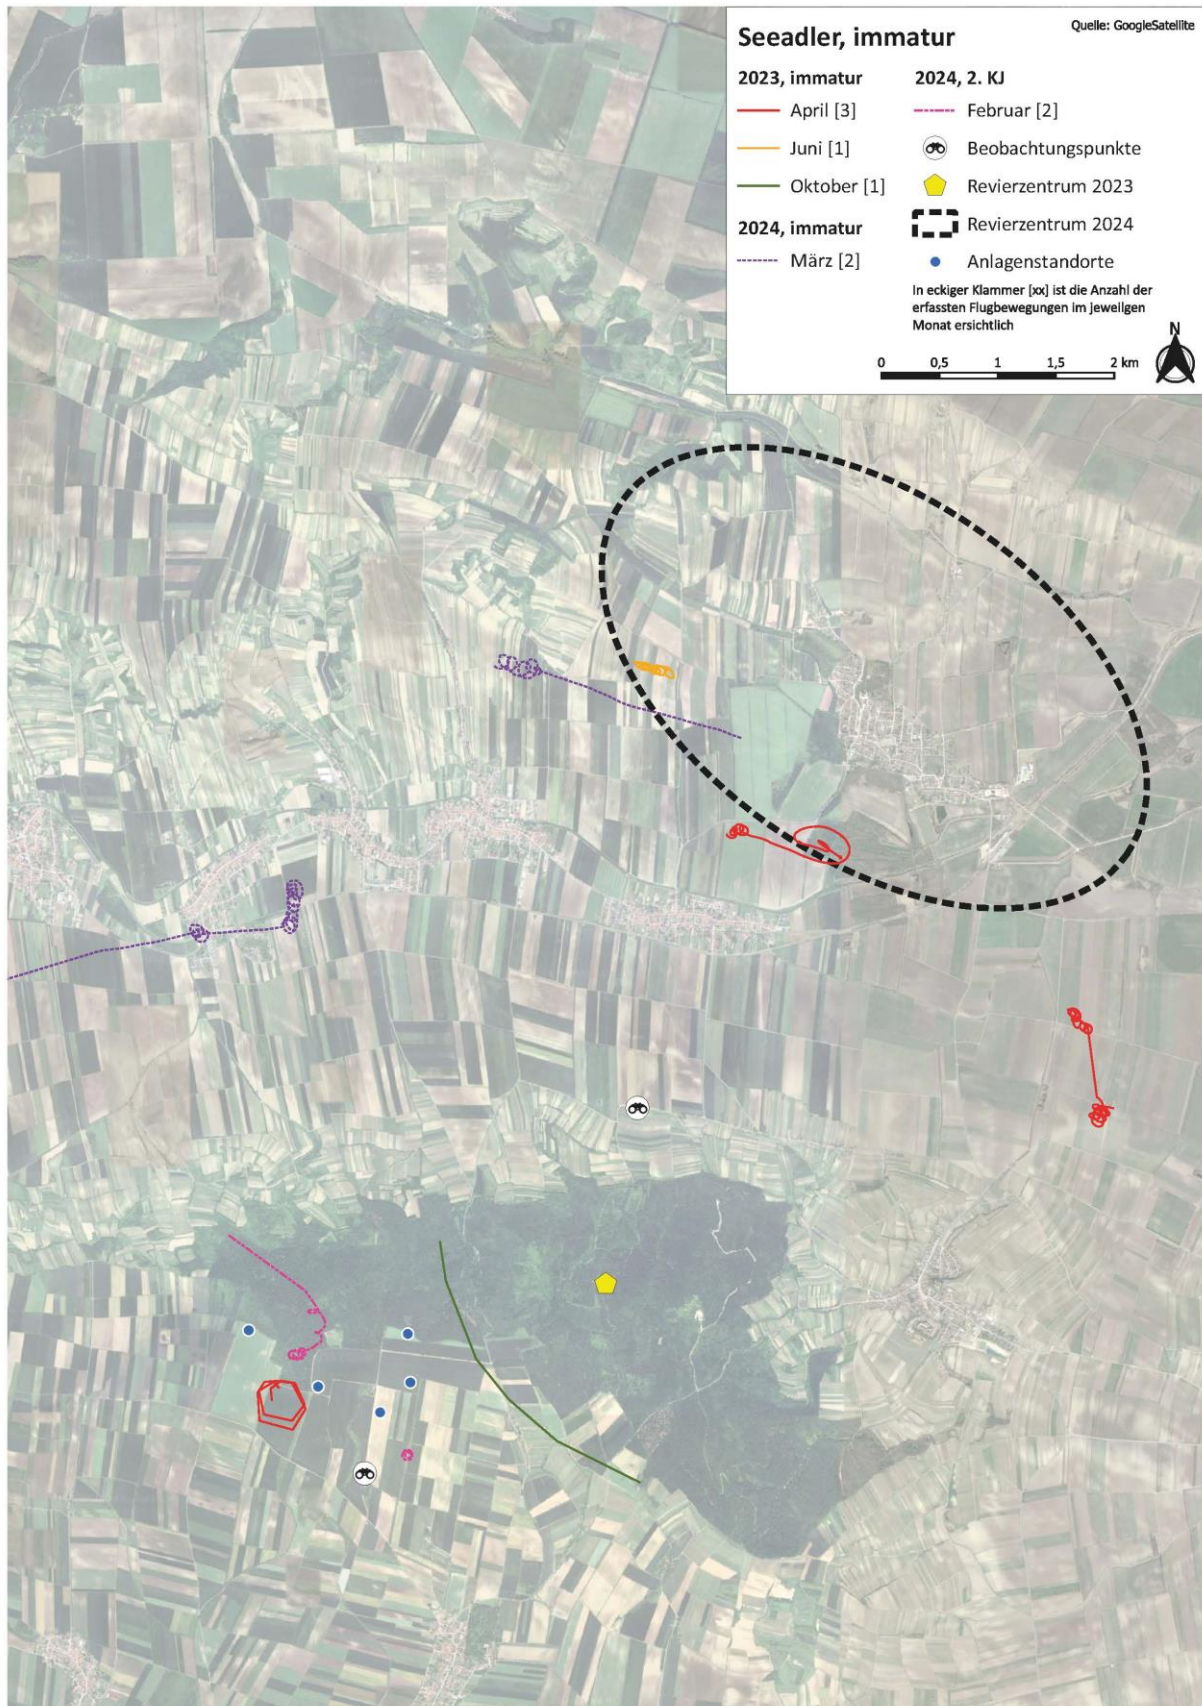 Seeadler, immatur
Quelle: GoogleSatellite
2023, immatur
April [3]
Juni [1]
Oktober [1]
2024, immatur
März [2]
2024, 2. KJ
Februar [2]
Beobachtungspunkte
Revierzentrum 2023
Revierzentrum 2024
Anlagenstandorte
In eckiger Klammer [xx] ist die Anzahl der
erfassten Flugbewegungen im jeweilgen
Monat ersichtlich
N
0 0,5 1 1,5 2 km